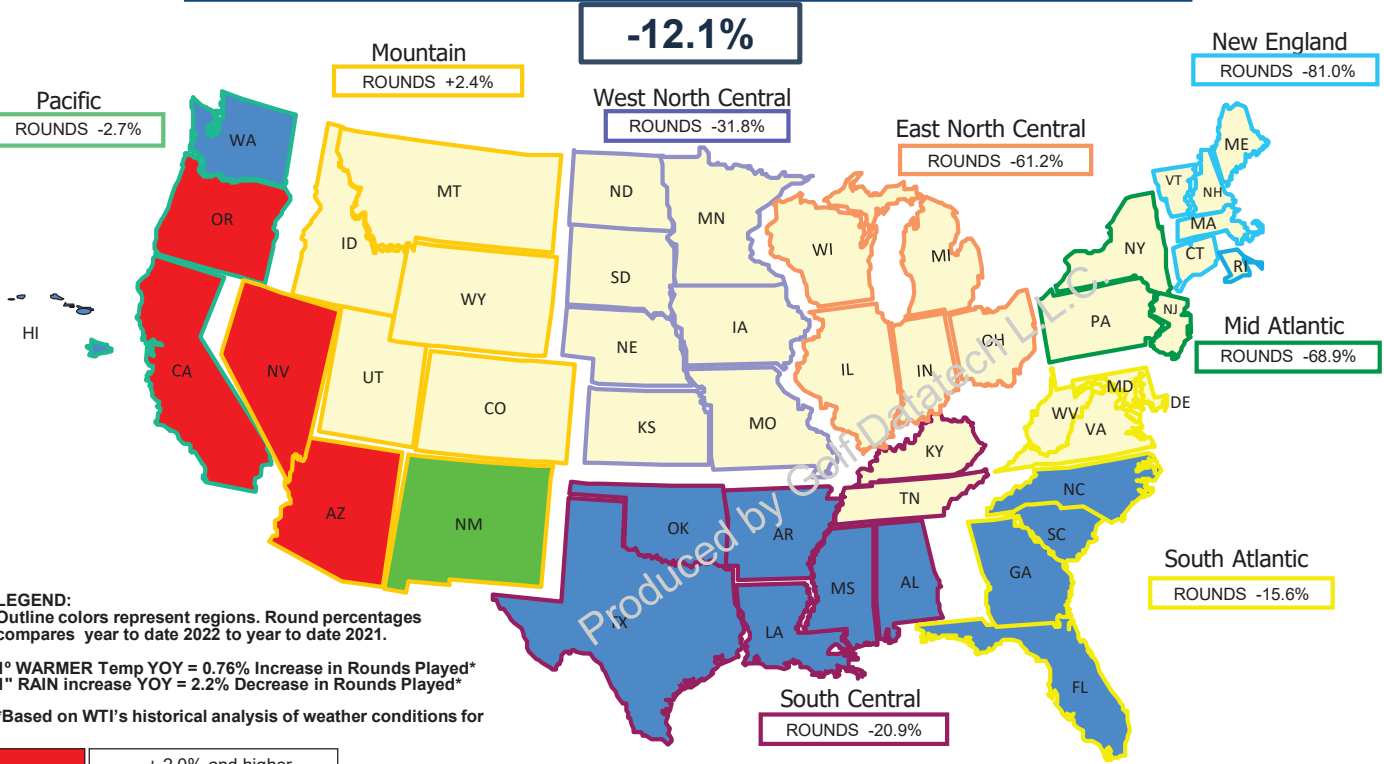 -12.1%
Mountain
ROUNDS +2.4%
New England
ROUNDS -81.0%
Pacific
ROUNDS -2.7%
West North Central
ROUNDS -31.8%
East North Central
ROUNDS -61.2%
WA
OR
CA
HI
NV
ID
MT
WY
UT
CO
AZ
NM
ND
SD
NE
KS
MN
IA
MO
WI
MI
IL
IN
OH
KY
TN
OK
AR
TX
LA
MS
AL
ME
VT
NH
MA
CT
RI
NY
PA
NJ
Mid Atlantic
ROUNDS -68.9%
MD
DE
WV
VA
NC
SC
GA
FL
South Atlantic
ROUNDS -15.6%
South Central
ROUNDS -20.9%
Produced by Golf Datatech L.L.C.
LEGEND:
Outline colors represent regions. Round percentages
compares year to date 2022 to year to date 2021.
1º WARMER Temp YOY = 0.76% Increase in Rounds Played*
1" RAIN increase YOY = 2.2% Decrease in Rounds Played*
*Based on WTI's historical analysis of weather conditions for
+ 2.0% and higher